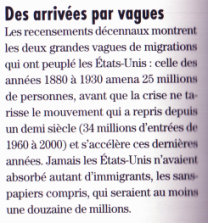 Des arrivées par vagues
Les recensements décennaux montrent
les deux grandes vagues de migrations
qui ont peuplé les États-Unis : celle des
années 1880 à 1930 amena 25 millions
de personnes, avant que la crise ne ta-
risse le mouvement qui a repris depuis
un demi siècle (34 millions d'entrées de
1960 à 2000) et s'accélère ces dernières
années. Jamais les États-Unis n'avaient
absorbé autant d'immigrants, les sans-
papiers compris, qui seraient au moins
une douzaine de millions.